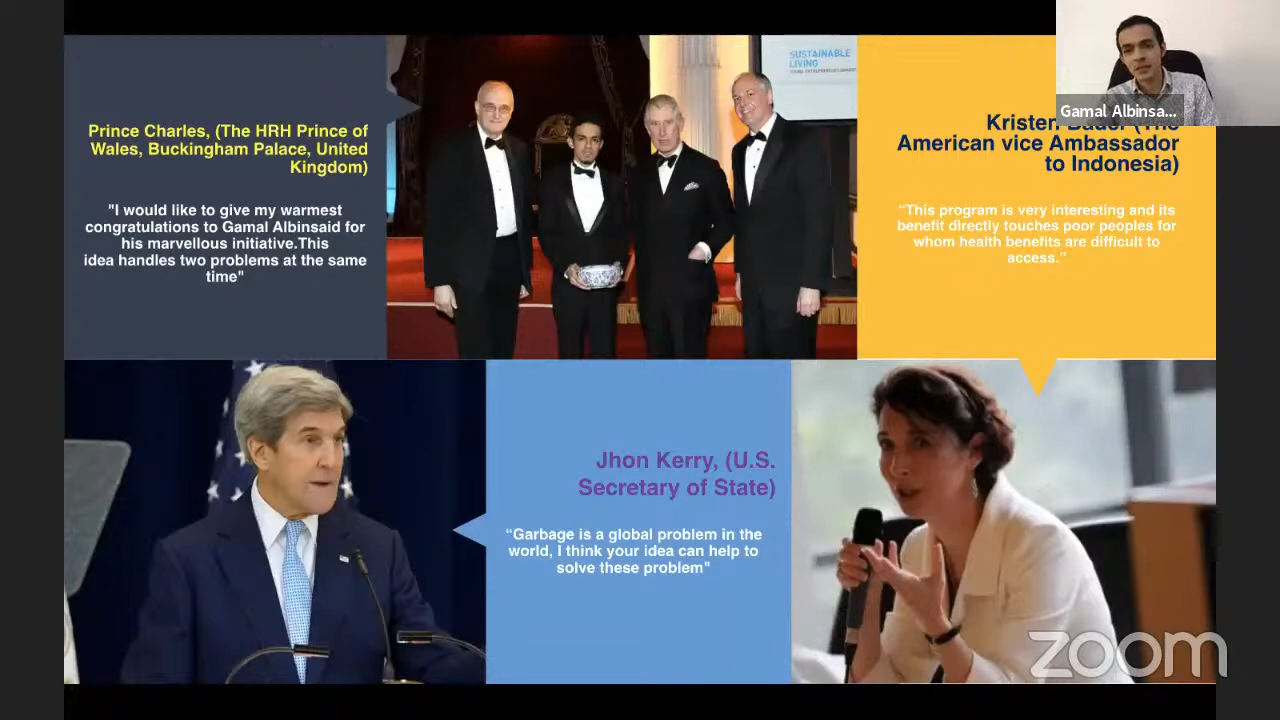 SUSTAINABLE
LIVING
Gamal Albinsa...
Prince Charles, (The HRH Prince of
Wales, Buckingham Palace, United
Kingdom)
"I would like to give my warmest
congratulations to Gamal Albinsaid for
his marvellous initiative.This
idea handles two problems at the same
time"
Kristen Bauer (The
American vice Ambassador
to Indonesia)
“This program is very interesting and its
benefit directly touches poor peoples for
whom health benefits are difficult to
access.”
Jhon Kerry, (U.S.
Secretary of State)
“Garbage is a global problem in the
world, I think your idea can help to
solve these problem"
zoom